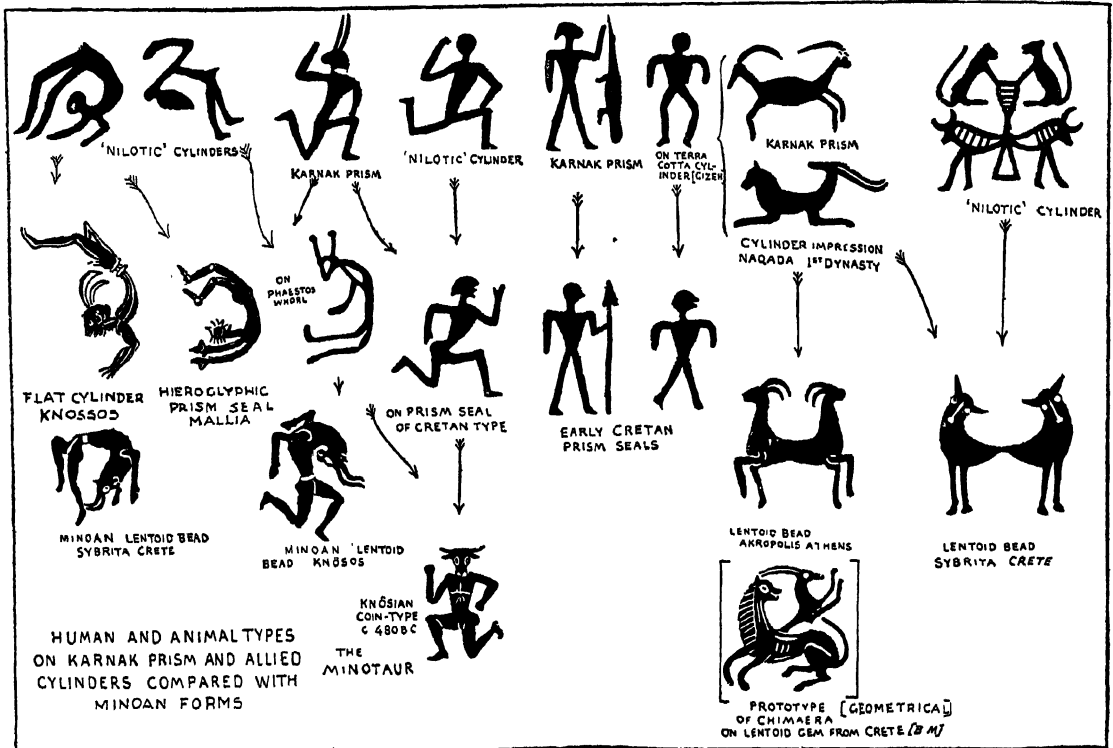 'NILOTIC' CYLINDERS
KARNAK PRISM
'NILOTIC' CYLINDER
KARNAK PRISM
ON TERRA
COTTA CYL-
INDER [GIZEH
KARNAK PRISM
CYLINDER IMPRESSION
NAQADA 1ST DYNASTY
'NILOTIC' CYLINDER
FLAT CYLINDER
KNOSSOS
HIEROGLYPHIC
PRISM SEAL
MALLIA
ON
PHAESTOS
WHORL
ON PRISM SEAL
OF CRETAN TYPE
EARLY CRETAN
PRISM SEALS
MINOAN LENTOID BEAD
SYBRITA CRETE
MINOAN 'LENTOID
BEAD KNŌSOS
LENTOID BEAD
AKROPOLIS ATHENS
LENTOID BEAD
SYBRITA CRETE
KNŌSIAN
COIN-TYPE
C 480 B C
THE
MINOTAUR
HUMAN AND ANIMAL TYPES
ON KARNAK PRISM AND ALLIED
CYLINDERS COMPARED WITH
MINOAN FORMS
PROTOTYPE [GEOMETRICAL]
OF CHIMAERA
ON LENTOID GEM FROM CRETE [B M]